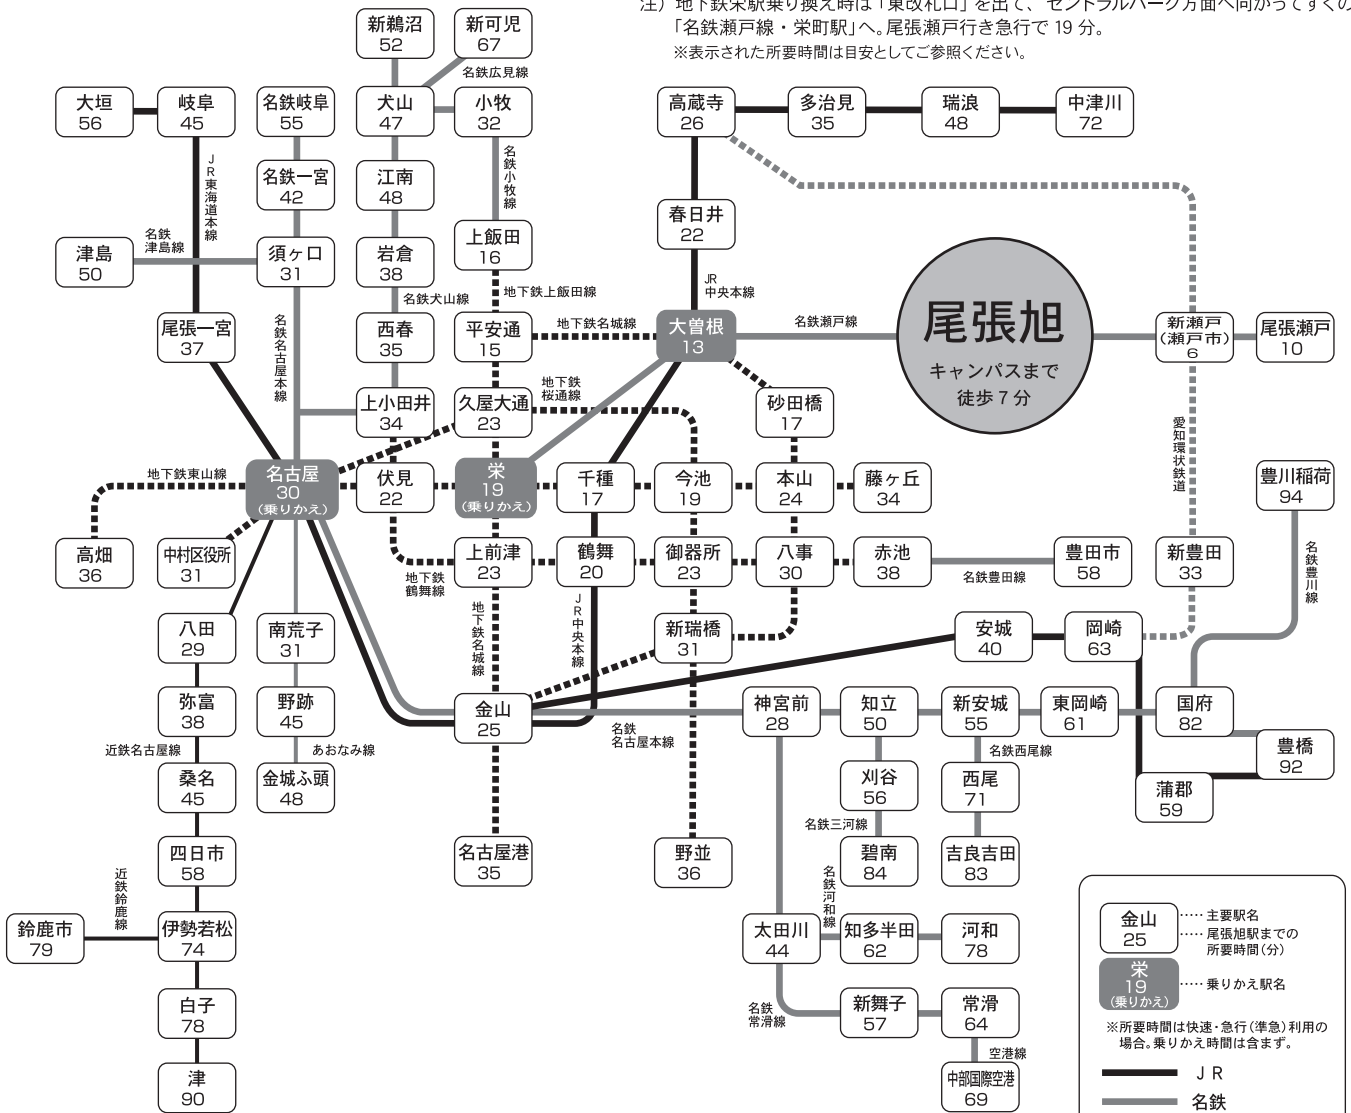 注）地下鉄栄駅乗り換え時は「東改札口」を出て、セントラルパーク方面へ向かってすぐの
「名鉄瀬戸線・栄町駅」へ。尾張瀬戸行き急行で 19 分。
※表示された所要時間は目安としてご参照ください。
新鵜沼
52
新可児
67
名鉄広見線
大垣
56
岐阜
45
名鉄岐阜
55
犬山
47
小牧
32
高蔵寺
26
多治見
35
瑞浪
48
中津川
72
JR東海道本線
名鉄一宮
42
江南
48
名鉄小牧線
春日井
22
津島
50
名鉄
津島線
須ヶ口
31
岩倉
38
上飯田
16
名鉄犬山線
地下鉄上飯田線
JR
中央本線
尾張一宮
37
名鉄名古屋本線
西春
35
平安通
15
地下鉄名城線
大曽根
13
名鉄瀬戸線
尾張旭
キャンパスまで
徒歩 7 分
新瀬戸
(瀬戸市)
6
尾張瀬戸
10
上小田井
34
久屋大通
23
地下鉄
桜通線
砂田橋
17
愛知環状鉄道
地下鉄東山線
名古屋
30
(乗りかえ)
伏見
22
栄
19
(乗りかえ)
千種
17
今池
19
本山
24
藤ヶ丘
34
豊川稲荷
94
高畑
36
中村区役所
31
上前津
23
鶴舞
20
御器所
23
八事
30
赤池
38
名鉄豊田線
豊田市
58
新豊田
33
名鉄豊川線
地下鉄
鶴舞線
地下鉄名城線
JR中央本線
八田
29
南荒子
31
新瑞橋
31
安城
40
岡崎
63
弥富
38
野跡
45
金山
25
名鉄
名古屋本線
神宮前
28
知立
50
新安城
55
東岡崎
61
国府
82
豊橋
92
近鉄名古屋線
あおなみ線
名鉄西尾線
桑名
45
金城ふ頭
48
刈谷
56
西尾
71
蒲郡
59
名鉄三河線
四日市
58
名古屋港
35
野並
36
碧南
84
吉良吉田
83
近鉄鈴鹿線
名鉄河和線
鈴鹿市
79
伊勢若松
74
太田川
44
知多半田
62
河和
78
白子
78
名鉄
常滑線
新舞子
57
常滑
64
空港線
津
90
中部国際空港
69
金山
25
主要駅名
尾張旭駅までの
所要時間(分)
栄
19
(乗りかえ)
乗りかえ駅名
※所要時間は快速・急行(準急)利用の
場合。乗りかえ時間は含まず。
ＪＲ
名鉄